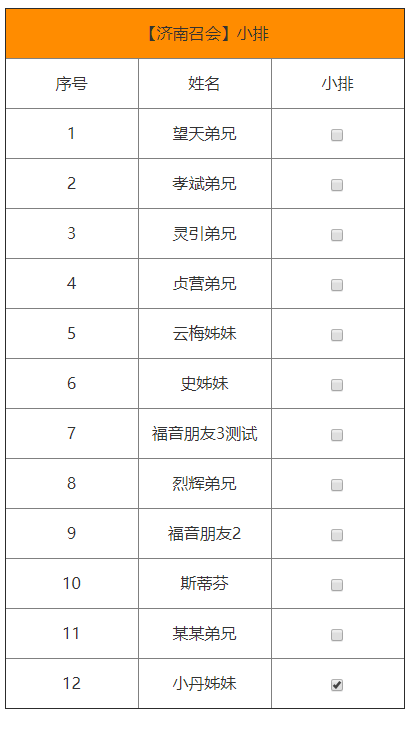 【济南召会】小排
序号 姓名 小排
1 望天弟兄
2 孝斌弟兄
3 灵引弟兄
4 贞营弟兄
5 云梅姊妹
6 史姊妹
7 福音朋友3测试
8 烈辉弟兄
9 福音朋友2
10 斯蒂芬
11 某某弟兄
12 小丹姊妹